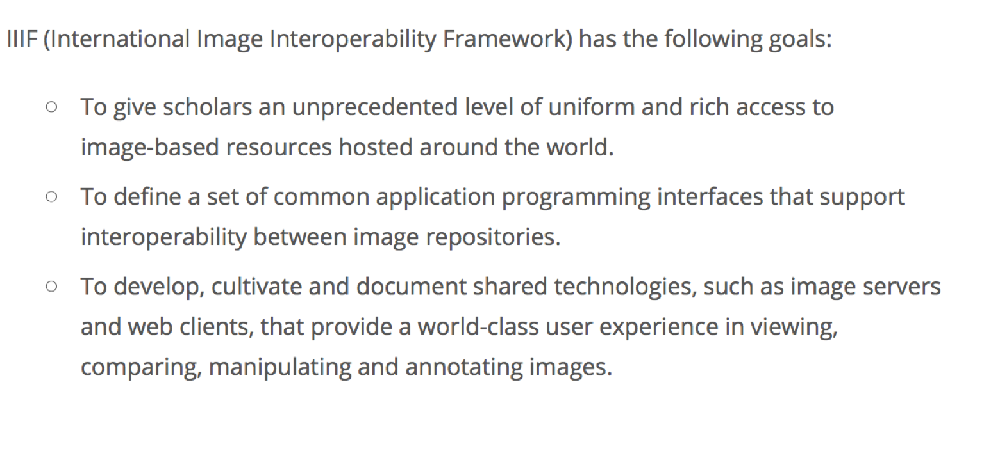 IIIF (International Image Interoperability Framework) has the following goals:
○ To give scholars an unprecedented level of uniform and rich access to
image-based resources hosted around the world.
○ To define a set of common application programming interfaces that support
interoperability between image repositories.
○ To develop, cultivate and document shared technologies, such as image servers
and web clients, that provide a world-class user experience in viewing,
comparing, manipulating and annotating images.